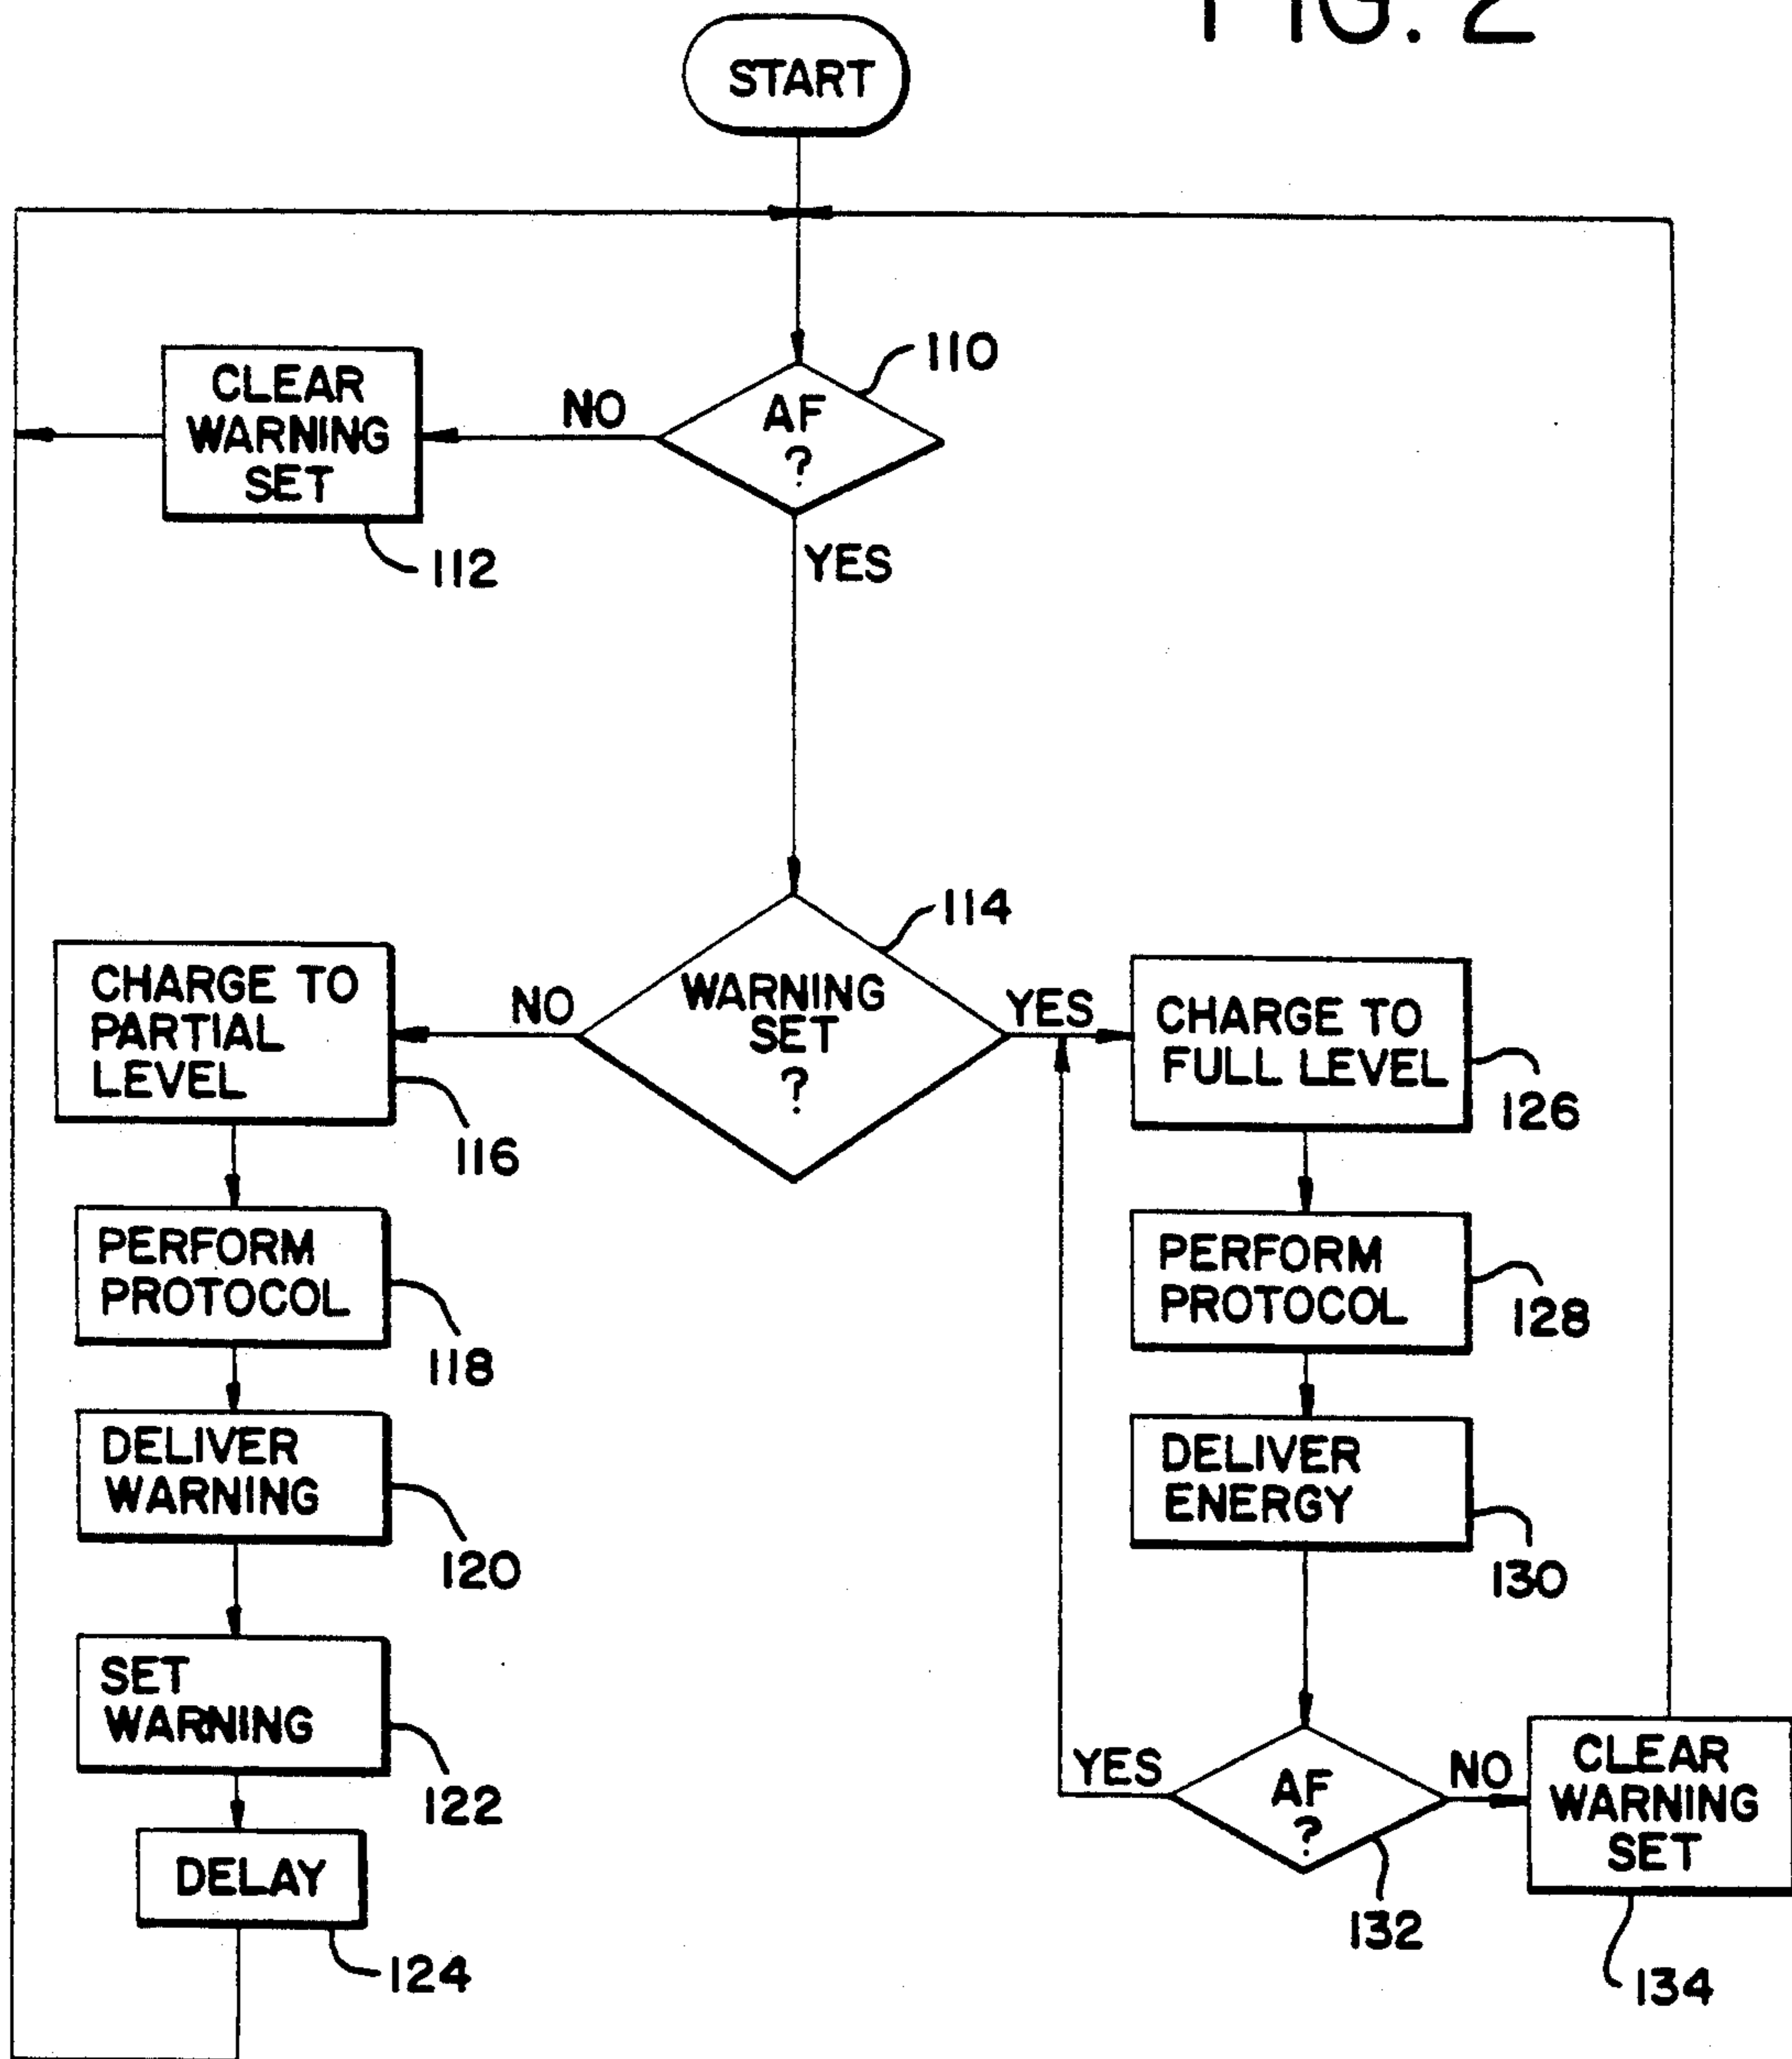 FIG. 2
START
110
AF
?
NO
CLEAR
WARNING
SET
112
YES
114
WARNING
SET
?
NO
YES
CHARGE TO
PARTIAL
LEVEL
116
PERFORM
PROTOCOL
118
DELIVER
WARNING
120
SET
WARNING
122
DELAY
124
CHARGE TO
FULL LEVEL
126
PERFORM
PROTOCOL
128
DELIVER
ENERGY
130
AF
?
132
YES
NO
CLEAR
WARNING
SET
134